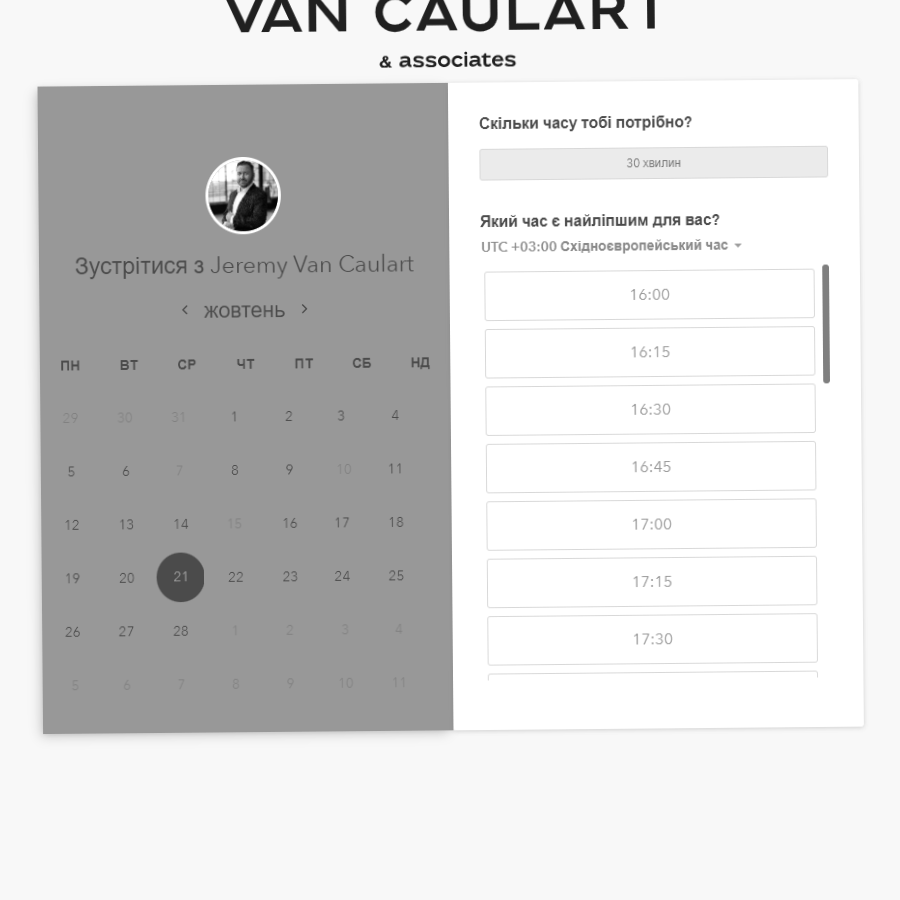 VAN CAULART
& associates
Зустрітися з Jeremy Van Caulart
жовтень
ПН ВТ СР ЧТ ПТ СБ НД
29 30 31 1 2 3 4
5 6 7 8 9 10 11
12 13 14 15 16 17 18
19 20 21 22 23 24 25
26 27 28 1 2 3 4
5 6 7 8 9 10 11
Скільки часу тобі потрібно?
30 хвилин
Який час є найліпшим для вас?
UTC +03:00 Східноєвропейський час
16:00
16:15
16:30
16:45
17:00
17:15
17:30